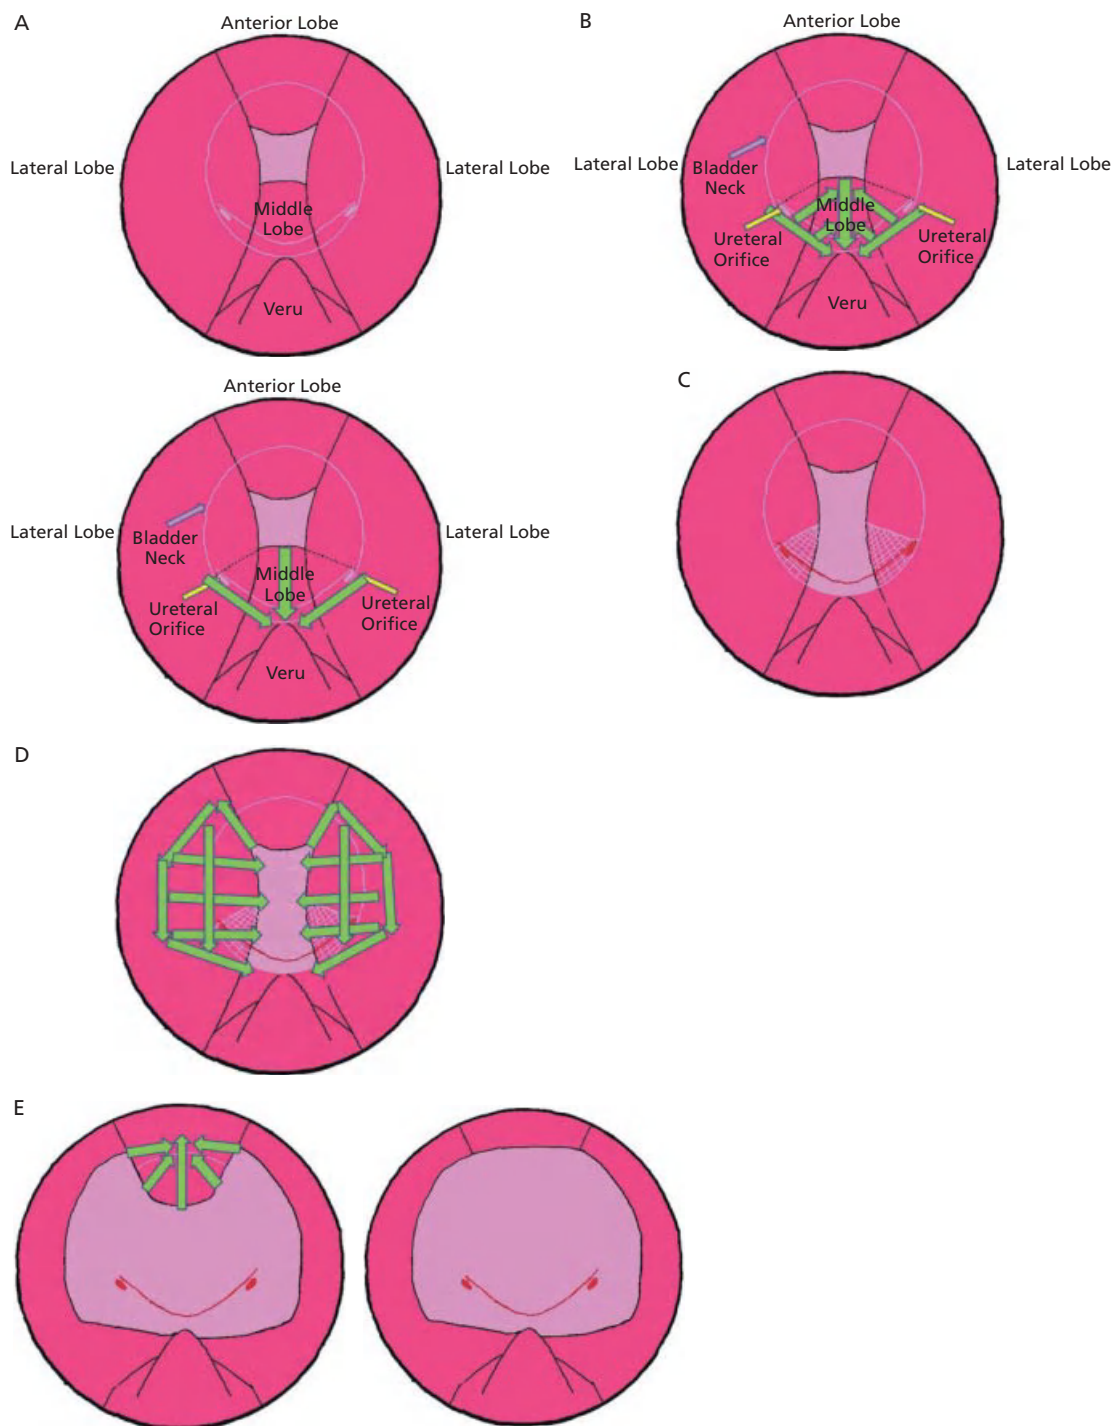 A
Anterior Lobe
Lateral Lobe
Lateral Lobe
Middle
Lobe
Veru
B
Anterior Lobe
Lateral Lobe
Bladder
Neck
Lateral Lobe
Middle
Lobe
Ureteral
Orifice
Ureteral
Orifice
Veru
Anterior Lobe
Lateral Lobe
Bladder
Neck
Lateral Lobe
Middle
Lobe
Ureteral
Orifice
Ureteral
Orifice
Veru
C
D
E